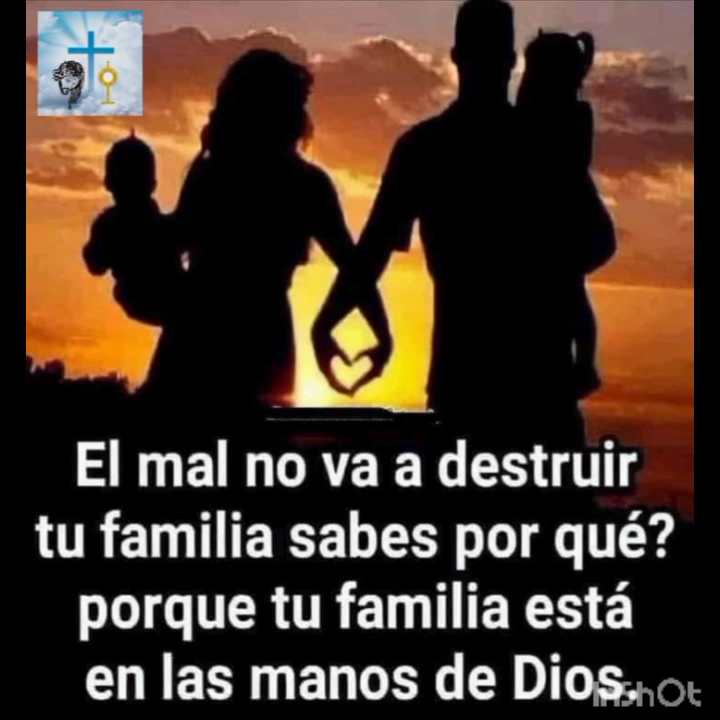 El mal no va a destruir
tu familia sabes por qué?
porque tu familia está
en las manos de Dios.
InShOt